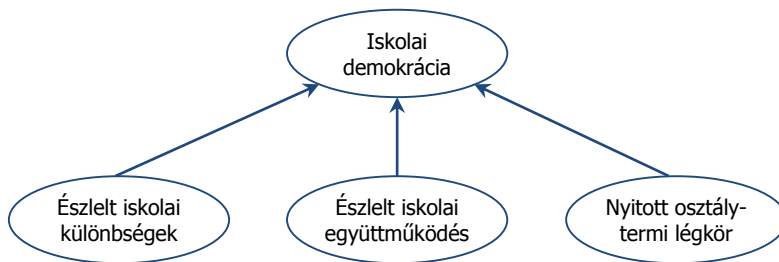 Iskolai
demokrácia
Észlelt iskolai
különbségek
Észlelt iskolai
együttműködés
Nyitott osztály-
termi légkör